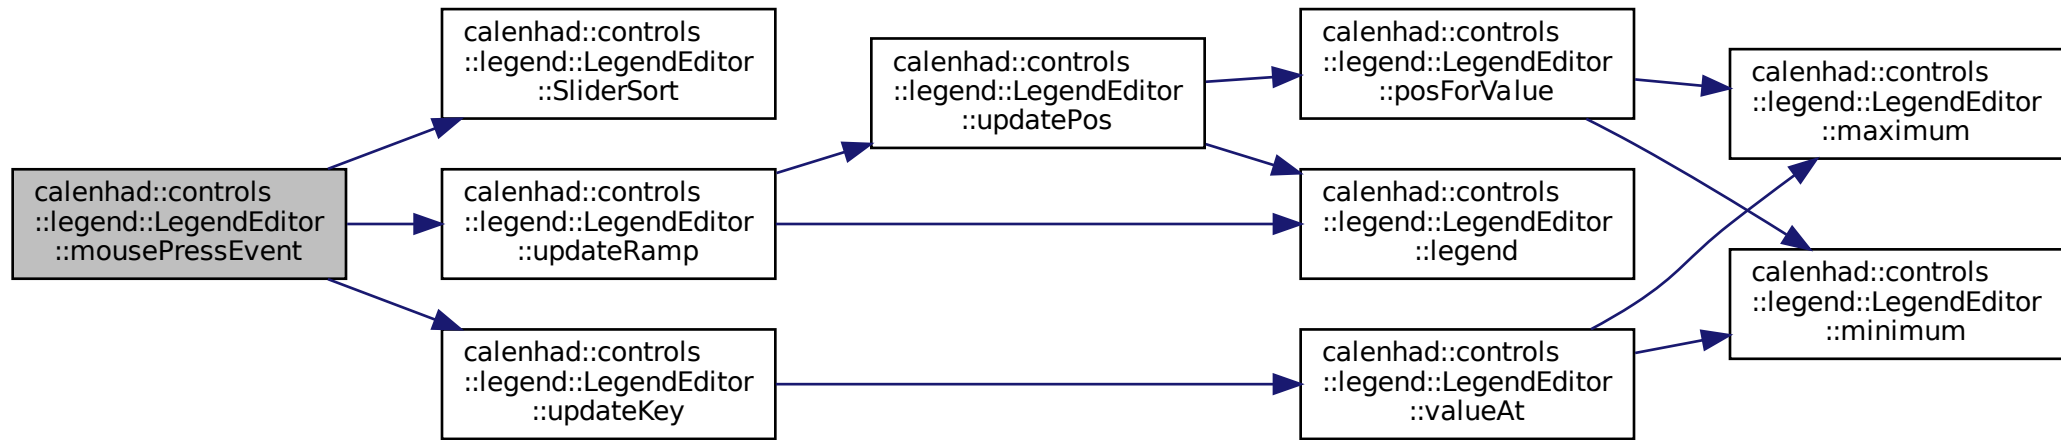 calenhad::controls
::legend::LegendEditor
::mousePressEvent
calenhad::controls
::legend::LegendEditor
::SliderSort
calenhad::controls
::legend::LegendEditor
::updateRamp
calenhad::controls
::legend::LegendEditor
::updateKey
calenhad::controls
::legend::LegendEditor
::updatePos
calenhad::controls
::legend::LegendEditor
::posForValue
calenhad::controls
::legend::LegendEditor
::legend
calenhad::controls
::legend::LegendEditor
::valueAt
calenhad::controls
::legend::LegendEditor
::maximum
calenhad::controls
::legend::LegendEditor
::minimum